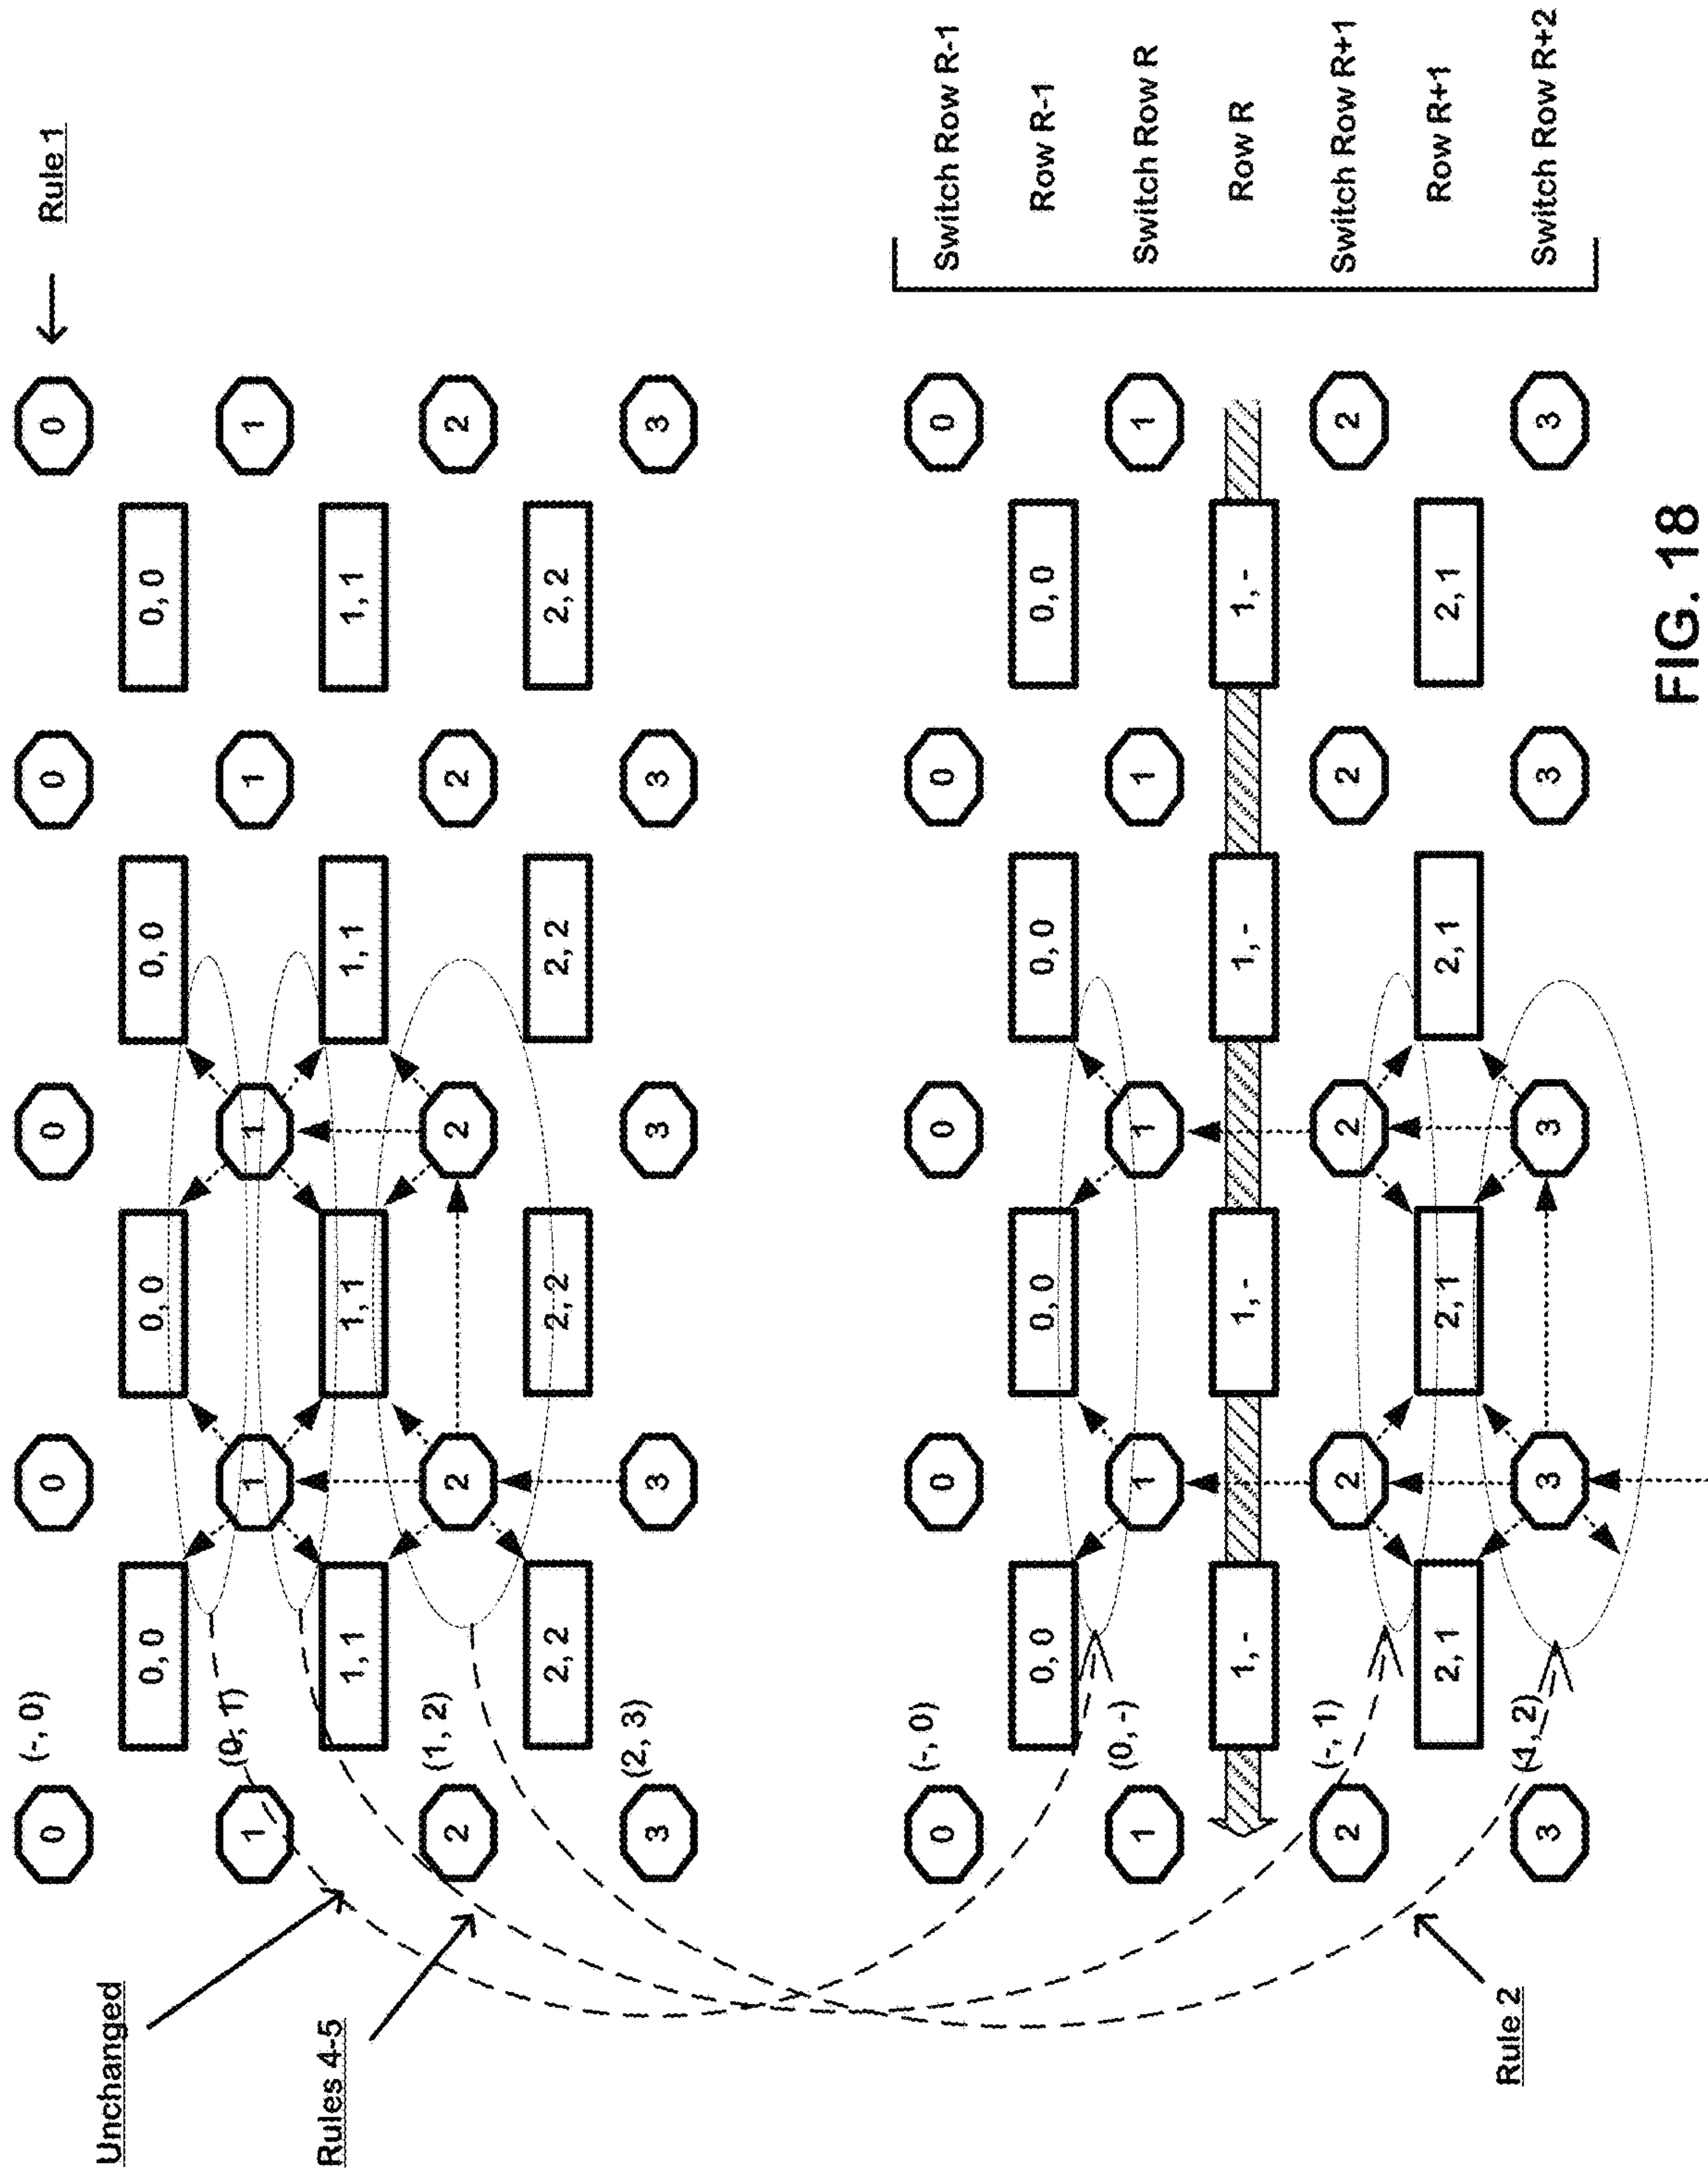 0 (-, 0) 0 0 0 0 Rule 1
Unchanged
0, 0 0, 0 0, 0 0, 0
1 (0, 1) 1 1 1 1
Rules 4-5
1, 1 1, 1 1, 1 1, 1
2 (1, 2) 2 2 2 2
2, 2 2, 2 2, 2 2, 2
3 (2, 3) 3 3 3 3
0 (-, 0) 0 0 0 0 Switch Row R-1
0, 0 0, 0 0, 0 0, 0 Row R-1
1 (0, -) 1 1 1 1 Switch Row R
1, - 1, - 1, - 1, - Row R
2 (-, 1) 2 2 2 2 Switch Row R+1
2, 1 2, 1 2, 1 2, 1 Row R+1
Rule 2
3 (1, 2) 3 3 3 3 Switch Row R+2
FIG. 18